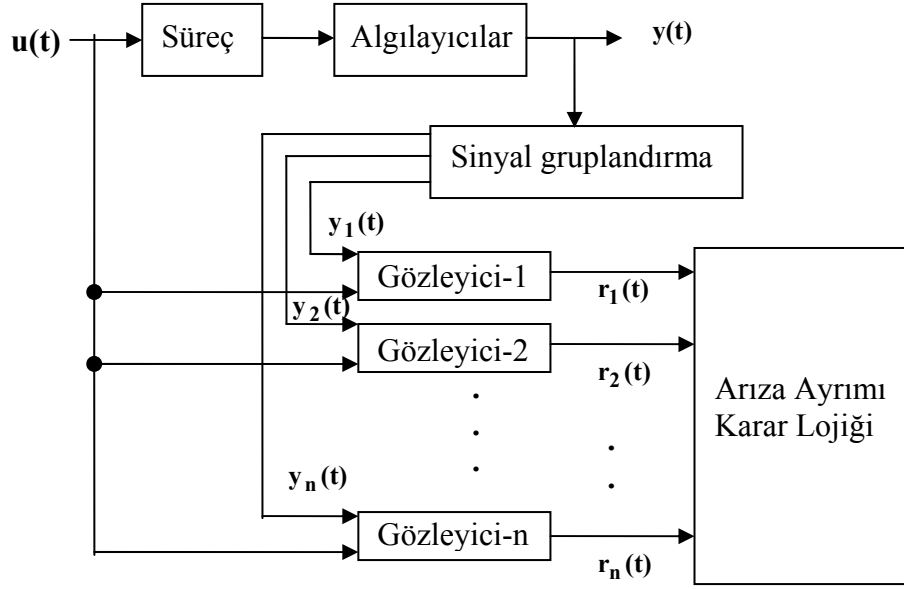 u(t)
Süreç
Algılayıcılar
y(t)
Sinyal gruplandırma
y1(t)
Gözleyici-1
r1(t)
y2(t)
Gözleyici-2
r2(t)
Arıza Ayrımı
Karar Lojiği
yn(t)
Gözleyici-n
rn(t)